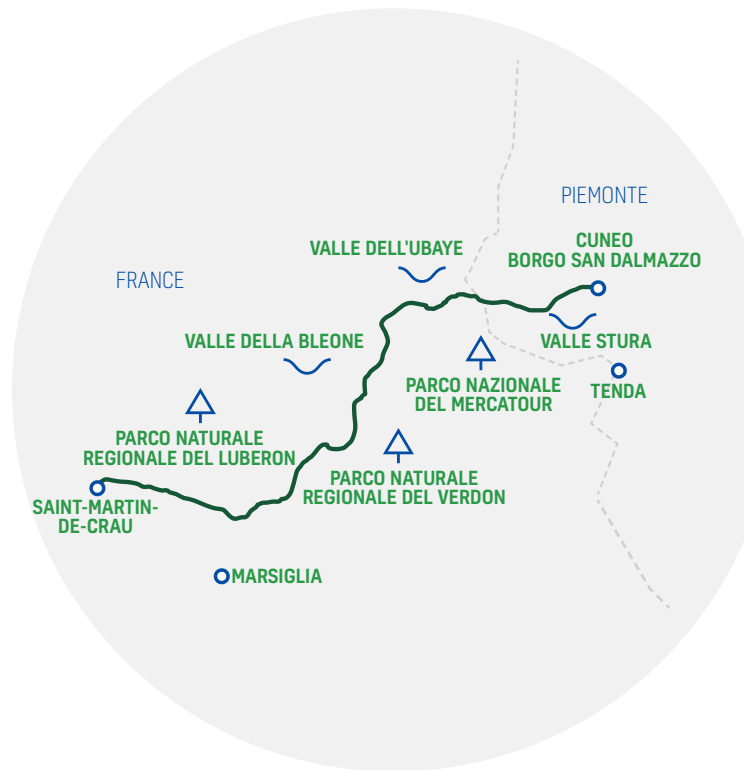 PIEMONTE
CUNEO
BORGO SAN DALMAZZO
VALLE DELL'UBAYE
FRANCE
VALLE DELLA BLEONE
VALLE STURA
PARCO NAZIONALE
DEL MERCATOUR
TENDA
PARCO NATURALE
REGIONALE DEL LUBERON
PARCO NATURALE
REGIONALE DEL VERDON
SAINT-MARTIN-
DE-CRAU
MARSIGLIA